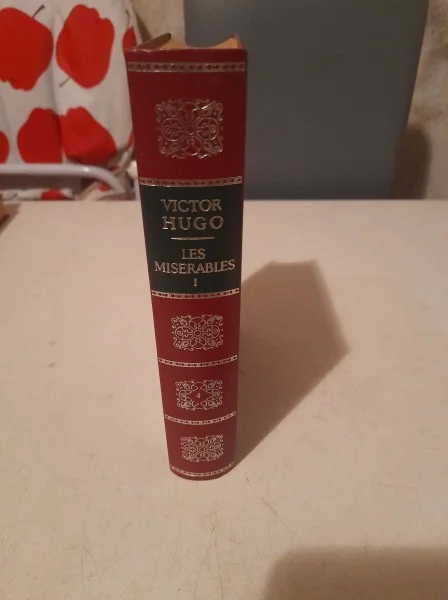 VICTOR
HUGO
LES
MISERABLES
I
4